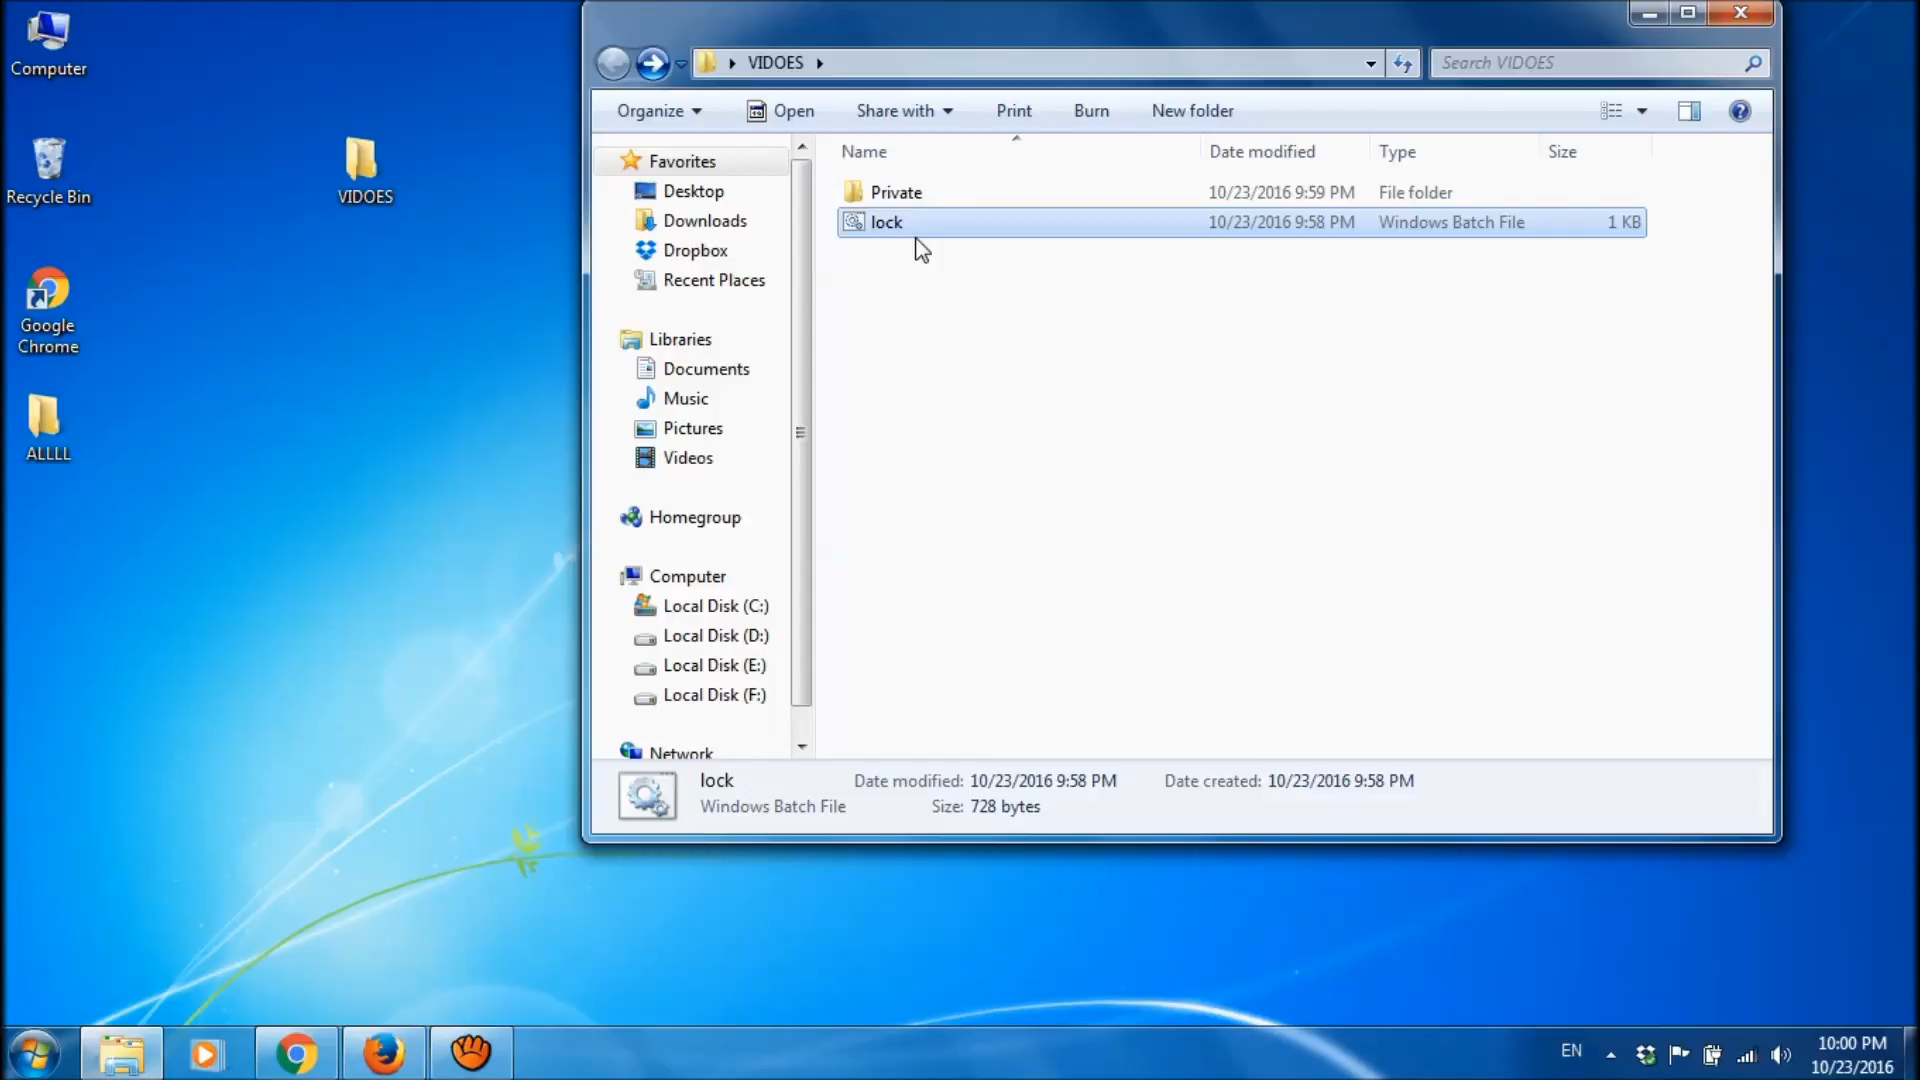 Computer
Recycle Bin
VIDOES
Google
Chrome
ALLLL
VIDOES
Search VIDOES
Organize
Open
Share with
Print
Burn
New folder
Favorites
Desktop
Downloads
Dropbox
Recent Places
Libraries
Documents
Music
Pictures
Videos
Homegroup
Computer
Local Disk (C:)
Local Disk (D:)
Local Disk (E:)
Local Disk (F:)
Network
Name Date modified Type Size
Private 10/23/2016 9:59 PM File folder
lock 10/23/2016 9:58 PM Windows Batch File 1 KB
lock Date modified: 10/23/2016 9:58 PM Date created: 10/23/2016 9:58 PM
Windows Batch File Size: 728 bytes
EN
10:00 PM
10/23/2016